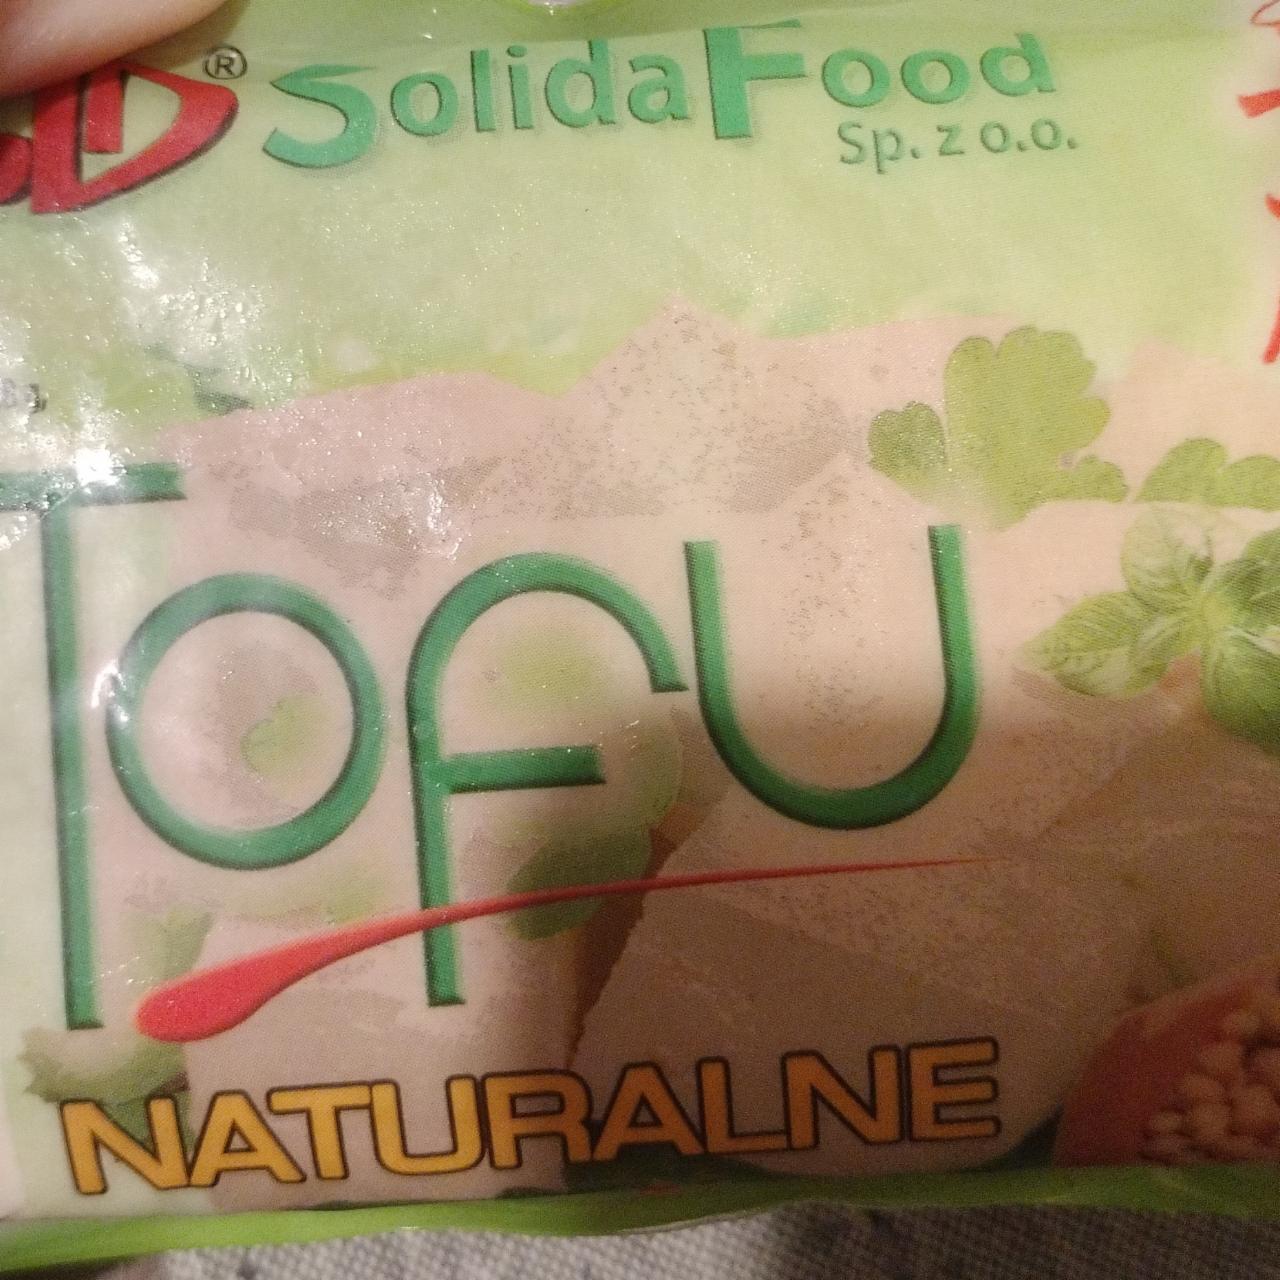 ® SolidaFood
Sp. z o.o.
Tofu
NATURALNE